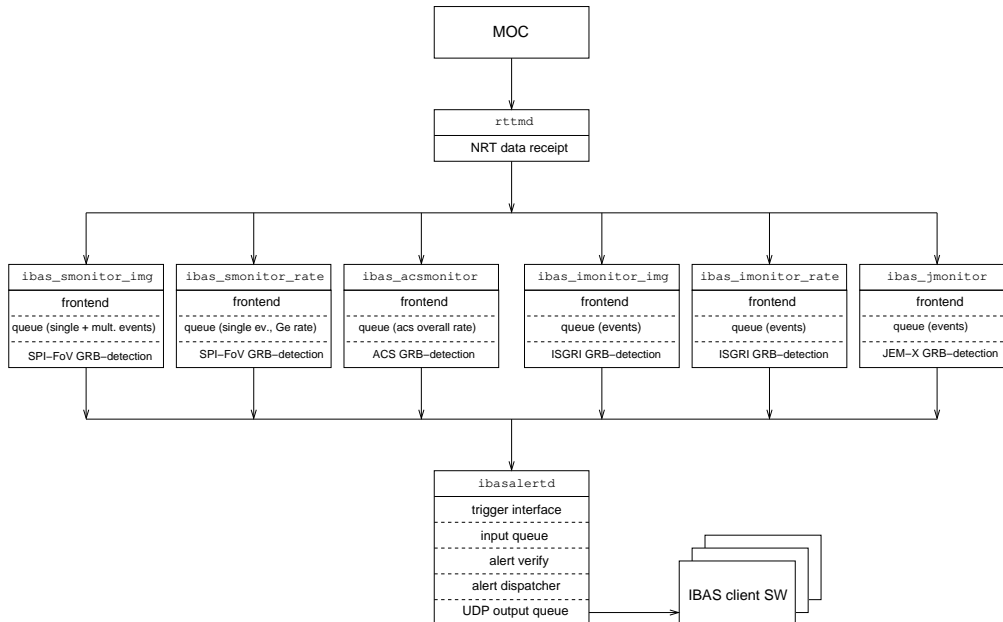 MOC
rttmd
NRT data receipt
ibas_smonitor_img
frontend
queue (single + mult. events)
SPI−FoV GRB−detection
ibas_smonitor_rate
frontend
queue (single ev., Ge rate)
SPI−FoV GRB−detection
ibas_acsmonitor
frontend
queue (acs overall rate)
ACS GRB−detection
ibas_imonitor_img
frontend
queue (events)
ISGRI GRB−detection
ibas_imonitor_rate
frontend
queue (events)
ISGRI GRB−detection
ibas_jmonitor
frontend
queue (events)
JEM−X GRB−detection
ibasalertd
trigger interface
input queue
alert verify
alert dispatcher
UDP output queue
IBAS client SW